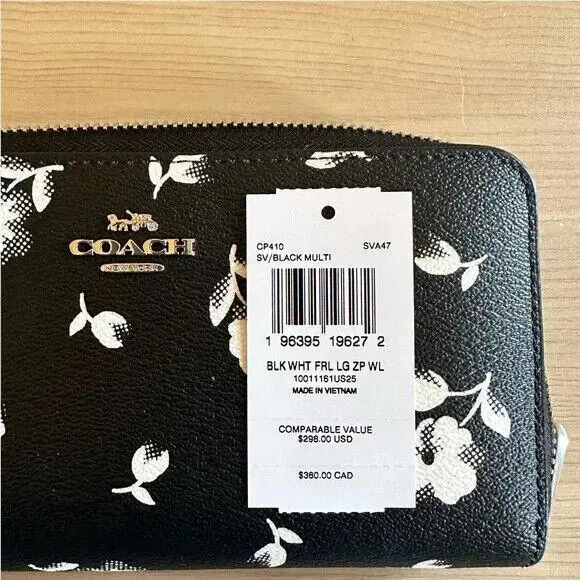 COACH
NEW YORK
CP410 SVA47
SV/BLACK MULTI
1 96395 19627 2
BLK WHT FRL LG ZP WL
10011161US25
MADE IN VIETNAM
COMPARABLE VALUE
$298.00 USD
$360.00 CAD